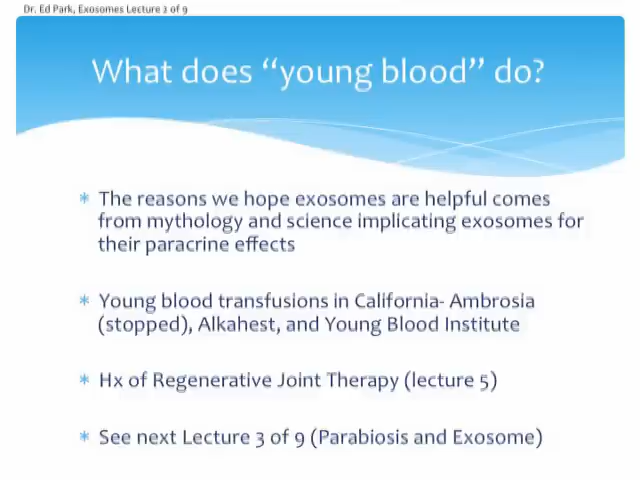 Dr. Ed Park, Exosomes Lecture 2 of 9
What does “young blood” do?
* The reasons we hope exosomes are helpful comes
from mythology and science implicating exosomes for
their paracrine effects
* Young blood transfusions in California- Ambrosia
(stopped), Alkahest, and Young Blood Institute
* Hx of Regenerative Joint Therapy (lecture 5)
* See next Lecture 3 of 9 (Parabiosis and Exosome)